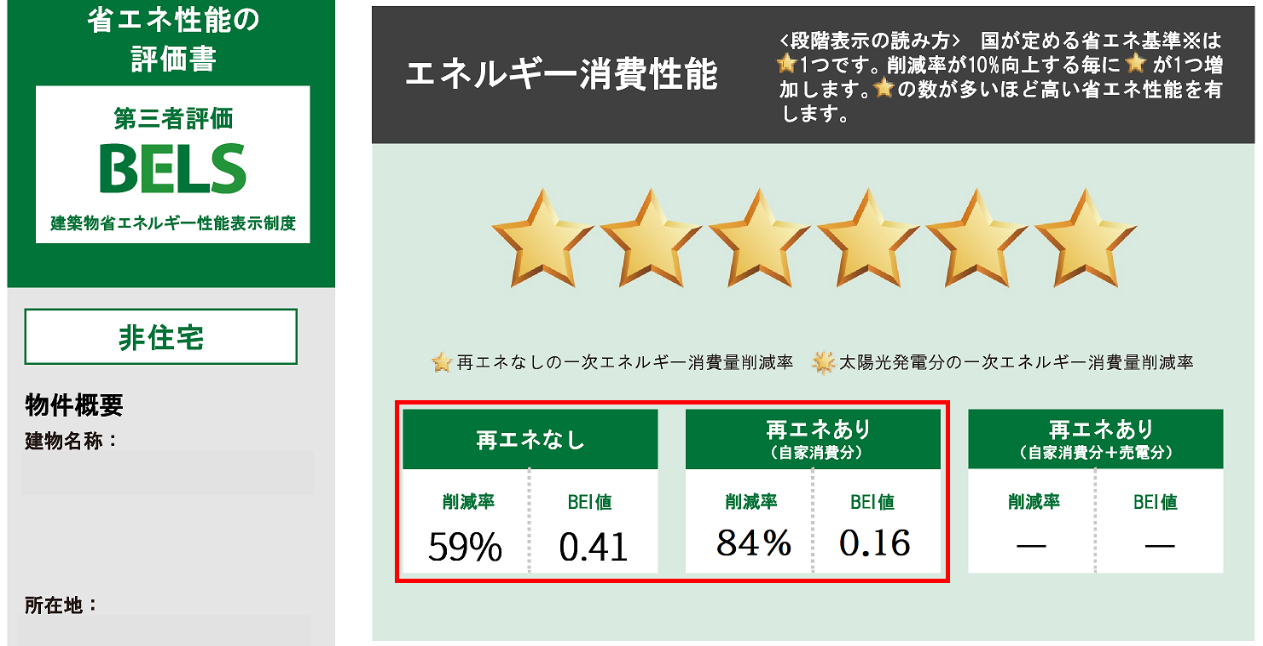 省エネ性能の
評価書
第三者評価
BELS
建築物省エネルギー性能表示制度
非住宅
物件概要
建物名称：
所在地：
エネルギー消費性能
<段階表示の読み方>　国が定める省エネ基準※は
1つです。削減率が10%向上する毎に が1つ増
加します。の数が多いほど高い省エネ性能を有
します。
再エネなしの一次エネルギー消費量削減率 太陽光発電分の一次エネルギー消費量削減率
再エネなし
削減率 BEI値
59% 0.41
再エネあり
（自家消費分）
削減率 BEI値
84% 0.16
再エネあり
（自家消費分＋売電分）
削減率 BEI値
— —